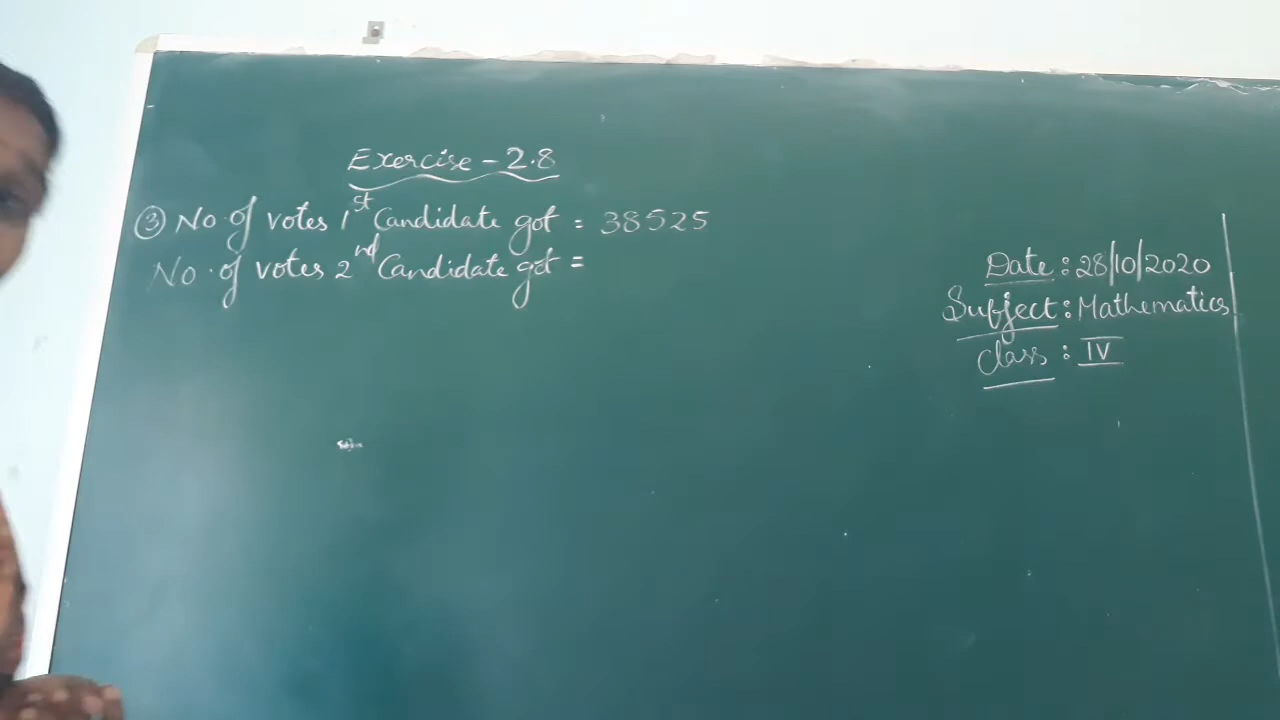 Exercise - 2.8
③ No. of votes 1st Candidate got = 38525
No. of votes 2nd Candidate got =
Date : 28/10/2020
Subject : Mathematics
Class : IV